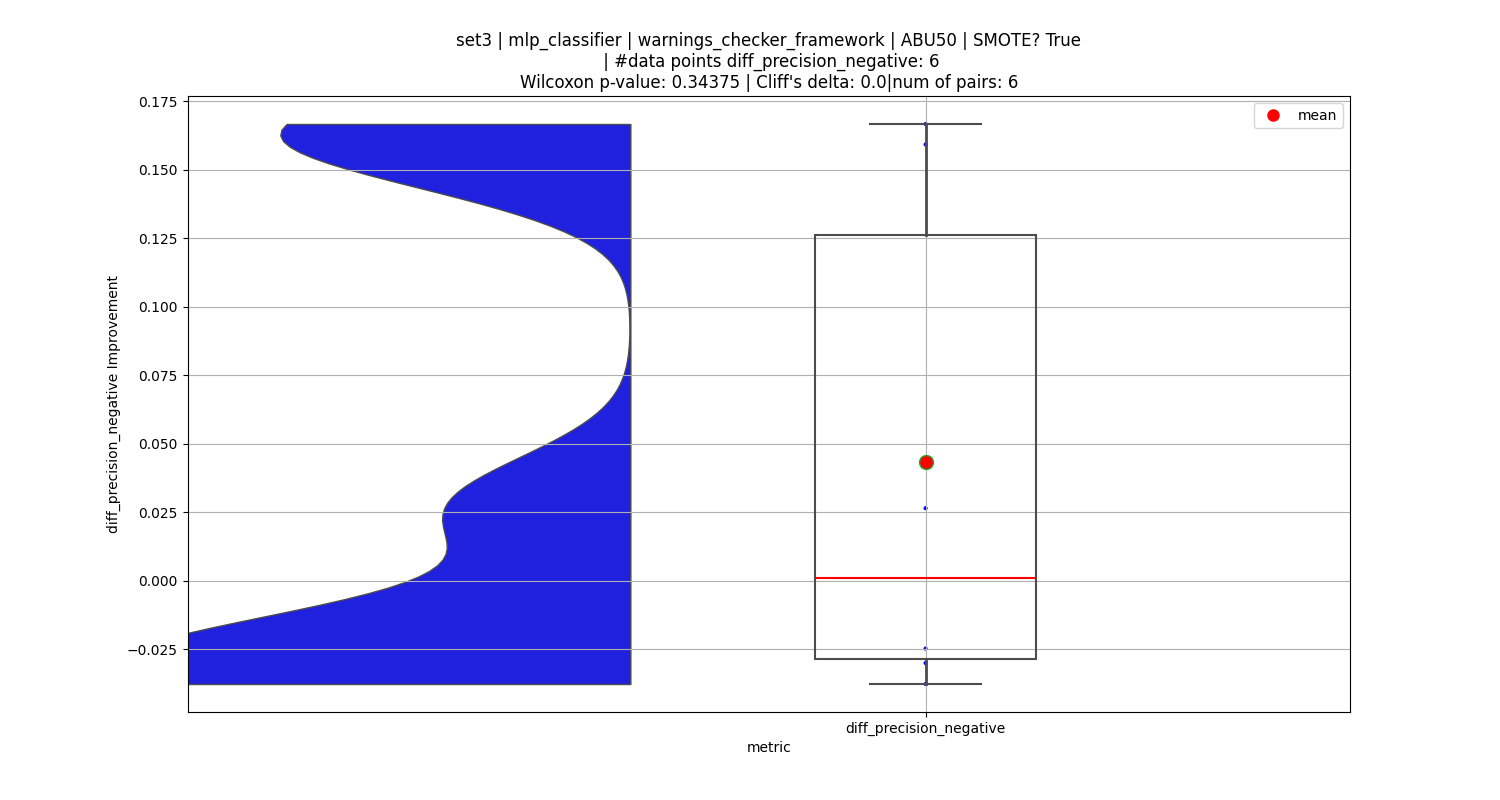 set3 | mlp_classifier | warnings_checker_framework | ABU50 | SMOTE? True
| #data points diff_precision_negative: 6
Wilcoxon p-value: 0.34375 | Cliff's delta: 0.0|num of pairs: 6
mean
0.175
0.150
0.125
0.100
0.075
0.050
0.025
0.000
−0.025
diff_precision_negative Improvement
diff_precision_negative
metric